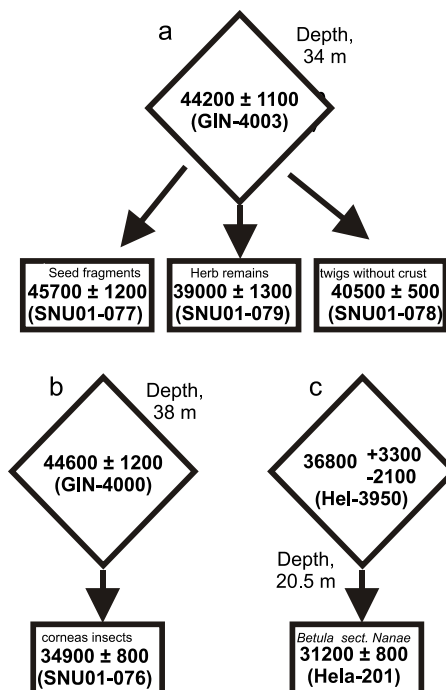 a
Depth,
34 m
44200 ± 1100
(GIN-4003)
Seed fragments
45700 ± 1200
(SNU01-077)
Herb remains
39000 ± 1300
(SNU01-079)
twigs without crust
40500 ± 500
(SNU01-078)
b
Depth,
38 m
44600 ± 1200
(GIN-4000)
corneas insects
34900 ± 800
(SNU01-076)
c
36800 +3300
-2100
(Hel-3950)
Depth,
20.5 m
Betula sect. Nanae
31200 ± 800
(Hela-201)